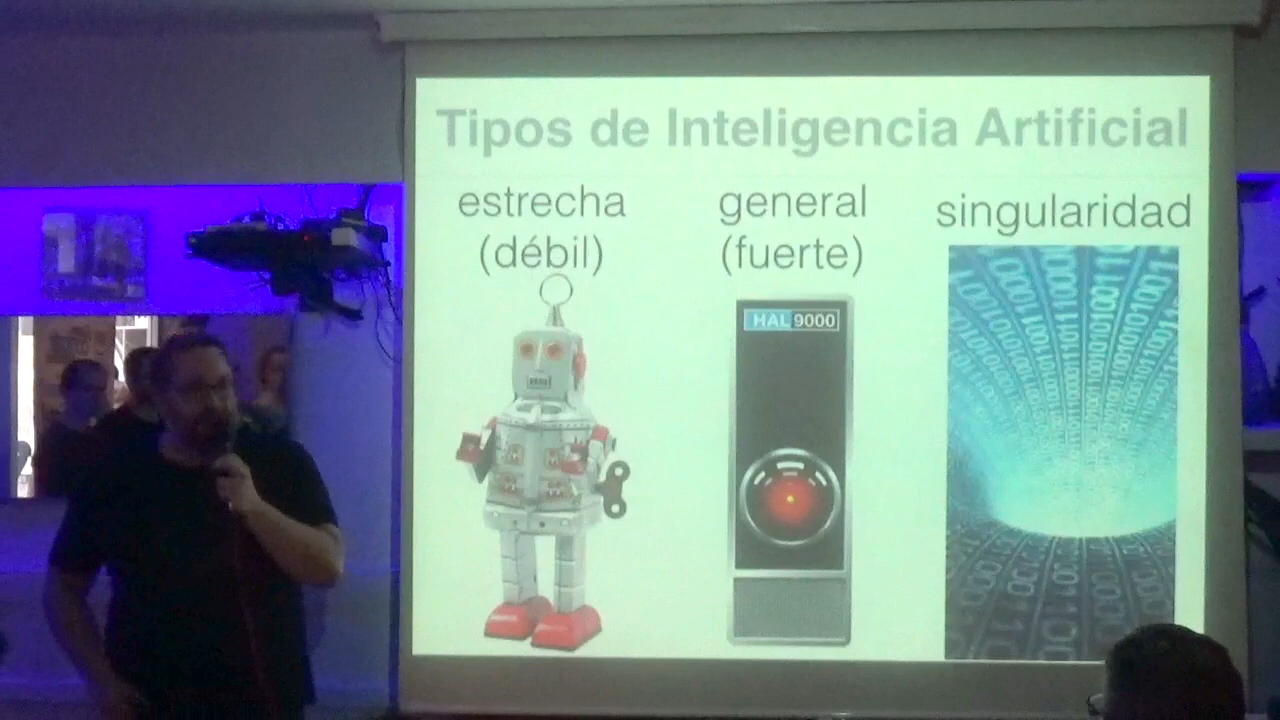 Tipos de Inteligencia Artificial
estrecha
(débil)
general
(fuerte)
singularidad
HAL 9000